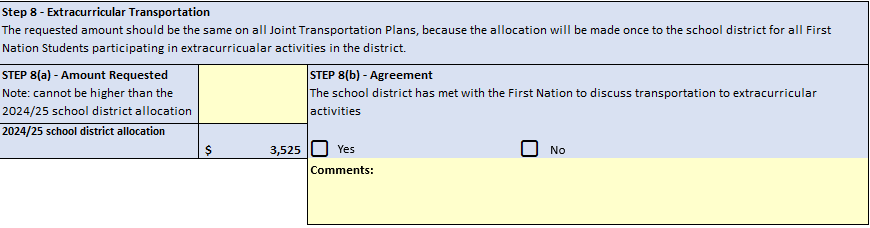 Step 8 - Extracurricular Transportation
The requested amount should be the same on all Joint Transportation Plans, because the allocation will be made once to the school district for all First
Nation Students participating in extracurricualar activities in the district.
STEP 8(a) - Amount Requested
Note: cannot be higher than the
2024/25 school district allocation
2024/25 school district allocation
$ 3,525
STEP 8(b) - Agreement
The school district has met with the First Nation to discuss transportation to extracurricular
activities
Yes No
Comments: